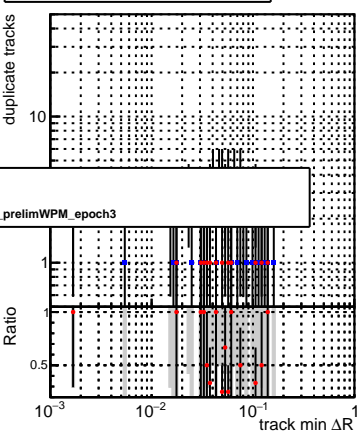 duplicate tracks
10
_prelimWPM_epoch3
1
Ratio
1
0.5
10⁻³ 10⁻² 10⁻¹ 1
track min ΔR